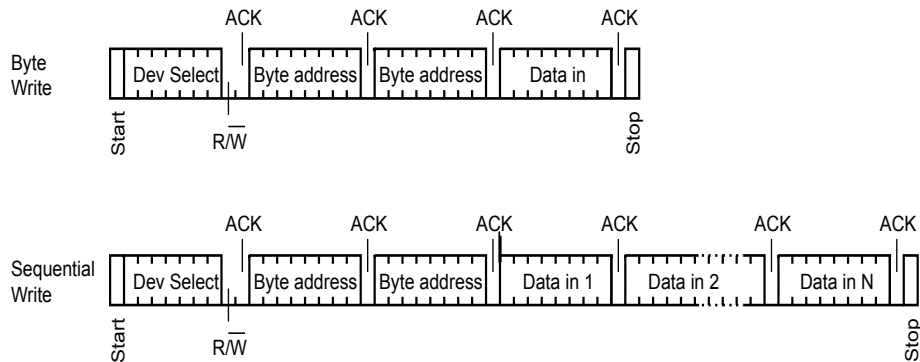 ACK ACK ACK ACK
Byte
Write
Dev Select Byte address Byte address Data in
Start
R/W̅
Stop
ACK ACK ACK ACK ACK ACK
Sequential
Write
Dev Select Byte address Byte address Data in 1 Data in 2 Data in N
Start
R/W̅
Stop